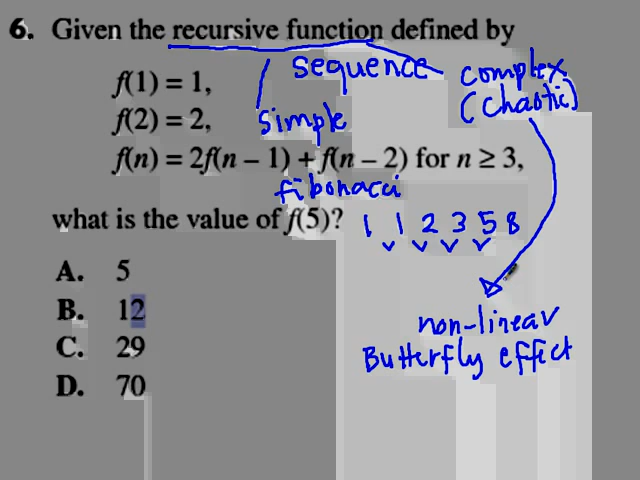 6. Given the recursive function defined by
sequence
complex
(chaotic)
f(1) = 1,
simple
f(2) = 2,
f(n) = 2f(n − 1) + f(n − 2) for n ≥ 3,
fibonacci
what is the value of f(5)?
1 1 2 3 5 8
A. 5
B. 12
C. 29
D. 70
non-linear
Butterfly effect